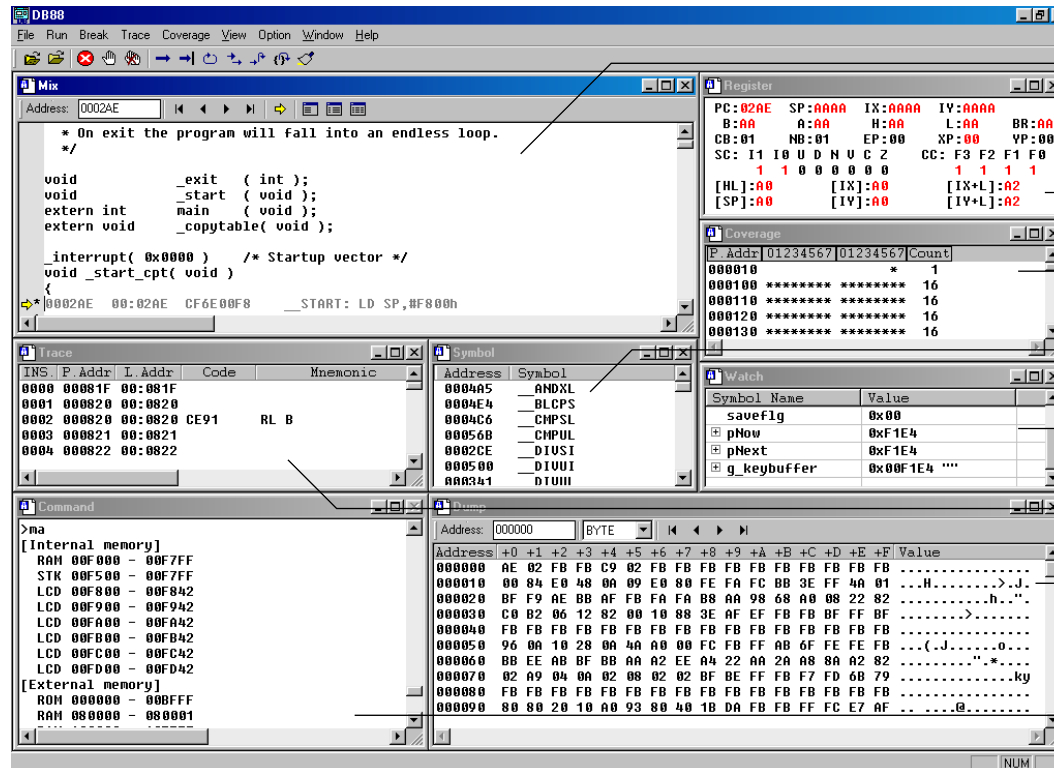 DB88
File Run Break Trace Coverage View Option Window Help
Mix
Address: 0002AE
* On exit the program will fall into an endless loop.
*/
void _exit ( int );
void _start ( void );
extern int main ( void );
extern void _copytable( void );
_interrupt( 0x0000 ) /* Startup vector */
void _start_cpt( void )
{
* 0002AE 00:02AE CF6E00F8 __START: LD SP,#F800h
Register
PC:02AE SP:AAAA IX:AAAA IY:AAAA
B:AA A:AA H:AA L:AA BR:AA
CB:01 NB:01 EP:00 XP:00 YP:00
SC: I1 I0 U D N V C Z CC: F3 F2 F1 F0
1 1 0 0 0 0 0 0 1 1 1 1
[HL]:A0 [IX]:A0 [IX+L]:A2
[SP]:A0 [IY]:A0 [IY+L]:A2
Coverage
P.Addr 01234567 01234567 Count
000010 * 1
000100 ******** ******** 16
000110 ******** ******** 16
000120 ******** ******** 16
000130 ******** ******** 16
Trace
INS. P.Addr L.Addr Code Mnemonic
0000 00081F 00:081F
0001 000820 00:0820
0002 000820 00:0820 CE91 RL B
0003 000821 00:0821
0004 000822 00:0822
Symbol
Address Symbol
0004A5 __ANDXL
0004E4 __BLCPS
0004C6 __CMPSL
00056B __CMPUL
0002CE __DIVSI
000500 __DIVUI
000341
Watch
Symbol Name Value
saveflg 0x00
pNow 0xF1E4
pNext 0xF1E4
g_keybuffer 0x00F1E4 ""
Command
>ma
[Internal memory]
RAM 00F000 - 00F7FF
STK 00F500 - 00F7FF
LCD 00F800 - 00F842
LCD 00F900 - 00F942
LCD 00FA00 - 00FA42
LCD 00FB00 - 00FB42
LCD 00FC00 - 00FC42
LCD 00FD00 - 00FD42
[External memory]
ROM 000000 - 00BFFF
RAM 080000 - 080001
Dump
Address: 000000 BYTE
Address +0 +1 +2 +3 +4 +5 +6 +7 +8 +9 +A +B +C +D +E +F Value
000000 AE 02 FB FB C9 02 FB FB FB FB FB FB FB FB FB FB ................
000010 00 84 E0 48 0A 09 E0 80 FE FA FC BB 3E FF 4A 01 ...H........>.J.
000020 BF F9 AE BB AF FB FA FA B8 AA 98 68 A0 08 22 82 ...........h..".
000030 C0 B2 06 12 82 00 10 88 3E AF EF FB FB BF FF BF ........>.......
000040 FB FB FB FB FB FB FB FB FB FB FB FB FB FB FB FB ................
000050 96 0A 10 28 0A 4A A0 00 FC FB FF AB 6F FE FE FB ...(.J......o...
000060 BB EE AB BF BB AA A2 EE A4 22 AA 2A A8 8A A2 82 .........".*....
000070 02 A9 04 0A 02 08 02 02 BF BE FF FB F7 FD 6B 79 ..............ky
000080 FB FB FB FB FB FB FB FB FB FB FB FB FB FB FB FB ................
000090 80 80 20 10 A0 93 80 40 1B DA FB FB FF FC E7 AF .. ....@........
NUM